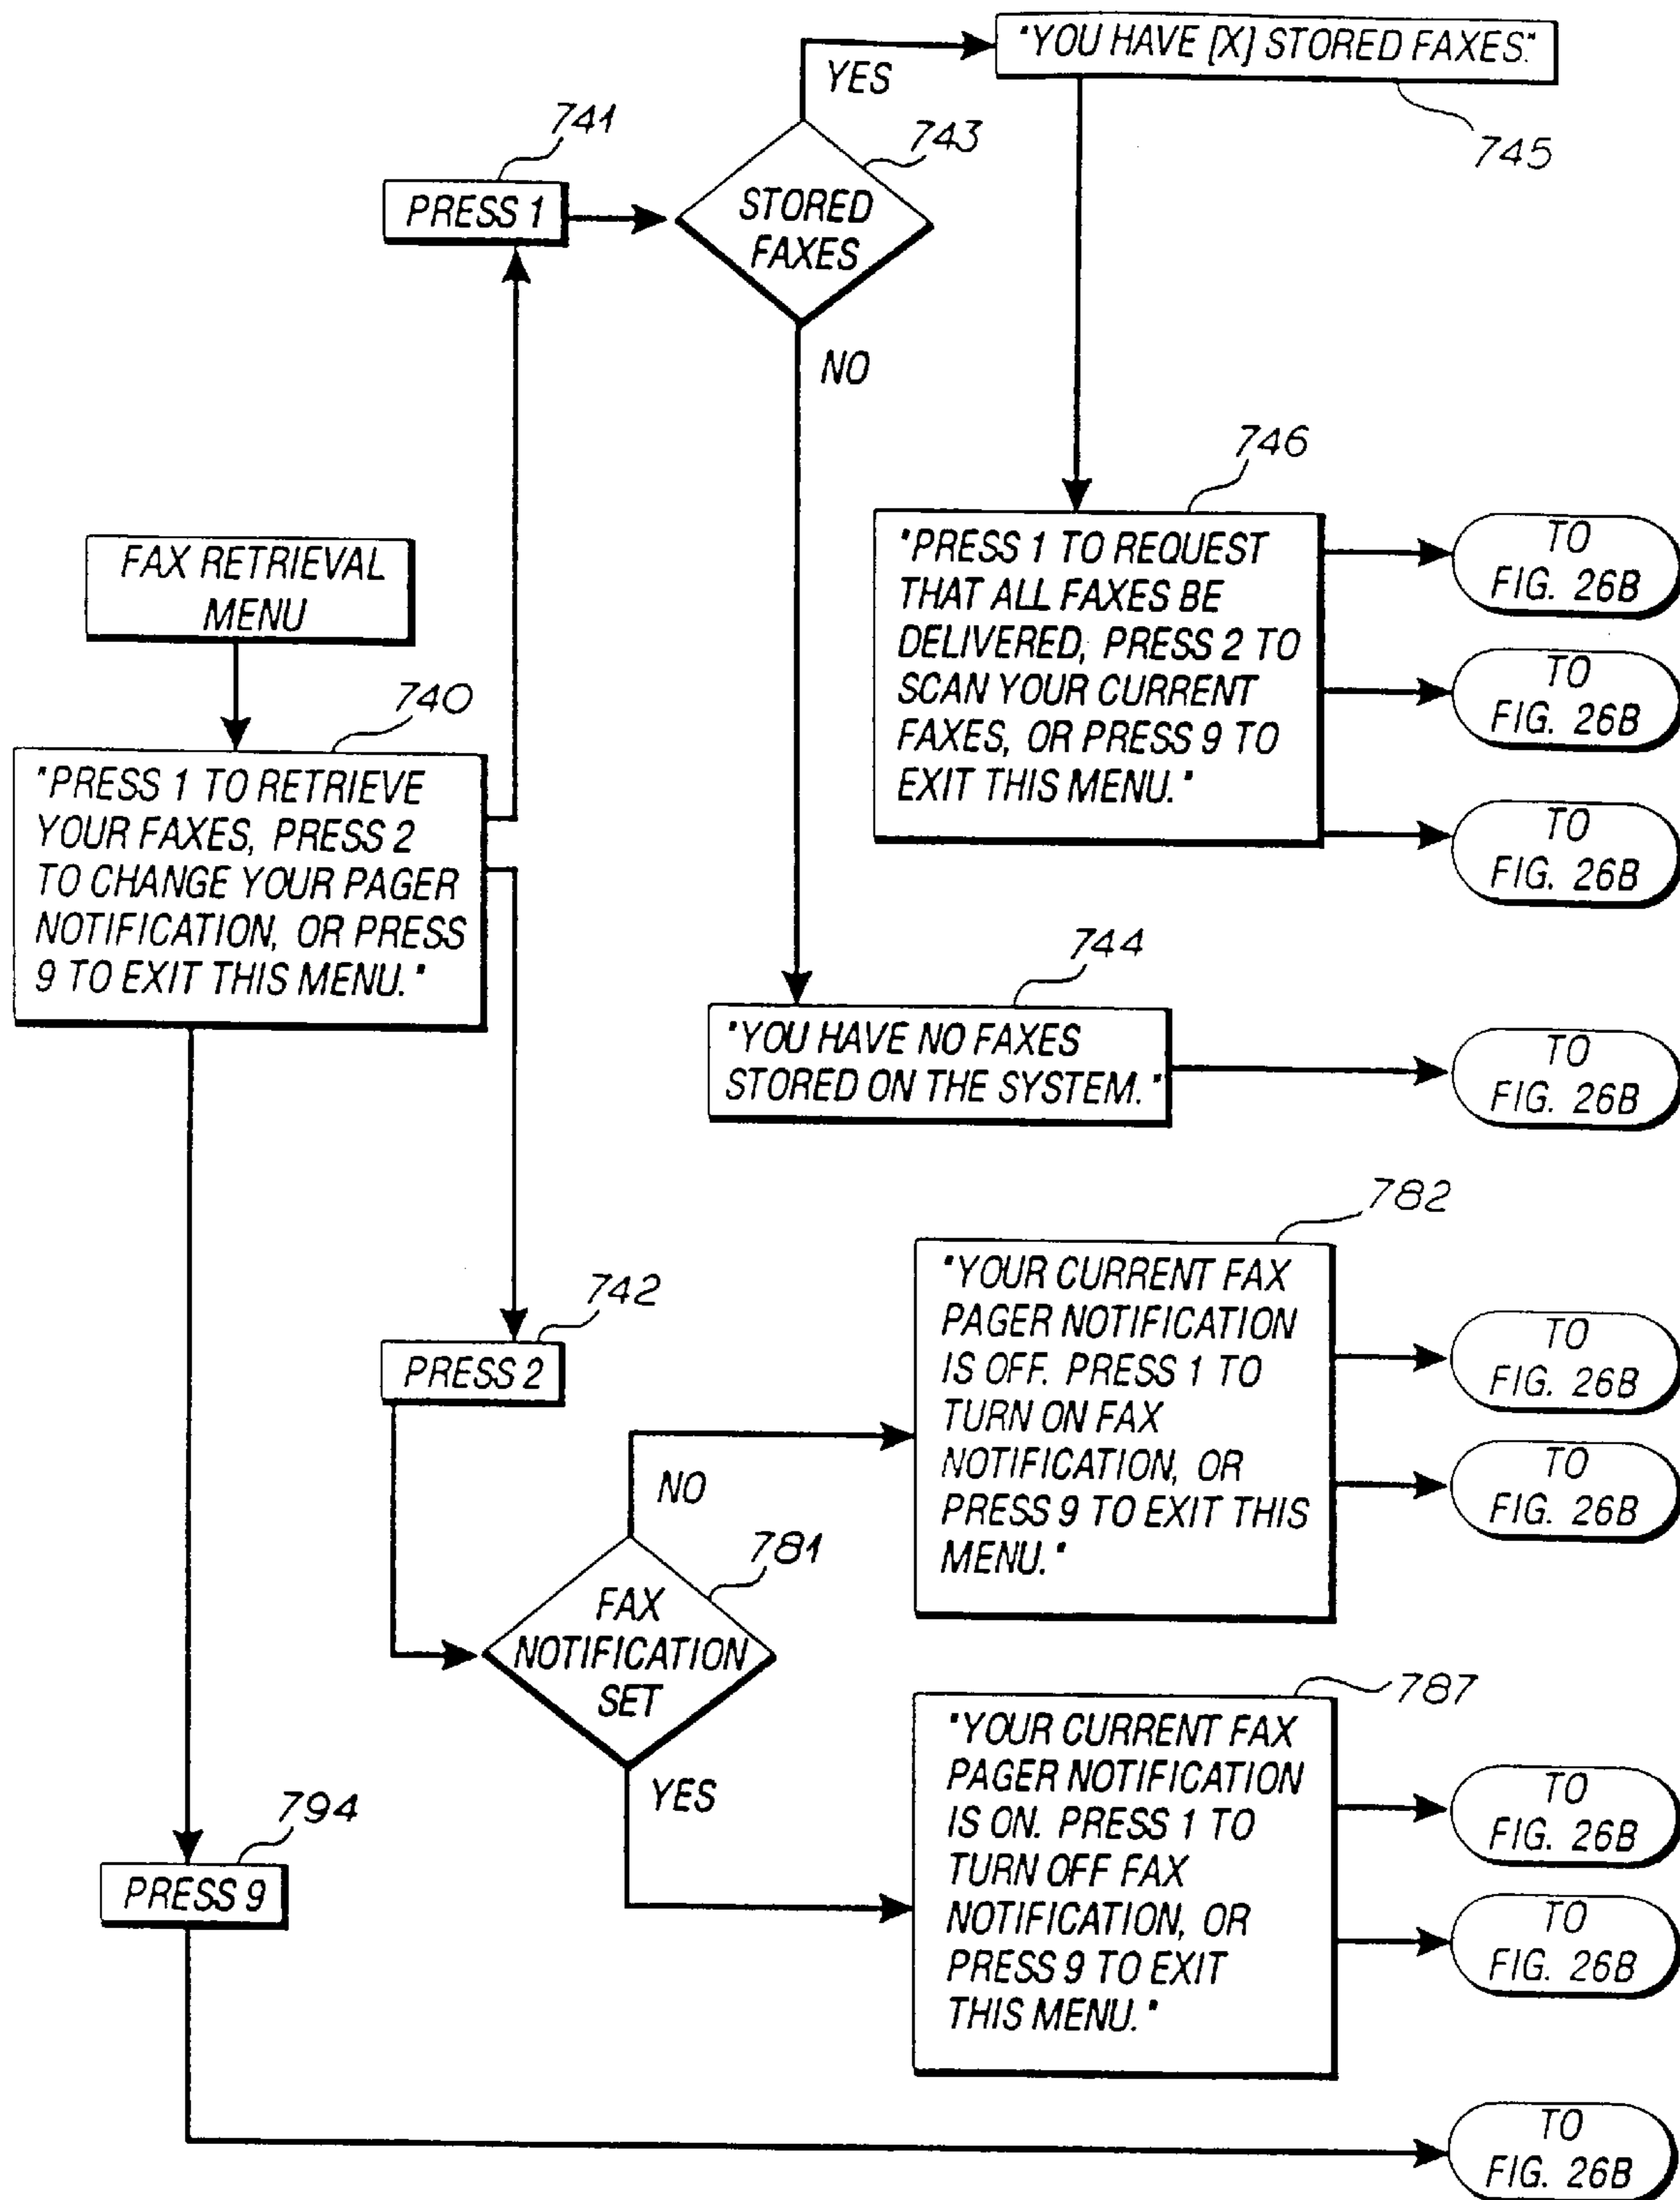 "YOU HAVE [X] STORED FAXES."
745
YES
741
PRESS 1
743
STORED
FAXES
NO
746
"PRESS 1 TO REQUEST
THAT ALL FAXES BE
DELIVERED, PRESS 2 TO
SCAN YOUR CURRENT
FAXES, OR PRESS 9 TO
EXIT THIS MENU."
TO
FIG. 26B
TO
FIG. 26B
TO
FIG. 26B
FAX RETRIEVAL
MENU
740
"PRESS 1 TO RETRIEVE
YOUR FAXES, PRESS 2
TO CHANGE YOUR PAGER
NOTIFICATION, OR PRESS
9 TO EXIT THIS MENU."
744
"YOU HAVE NO FAXES
STORED ON THE SYSTEM."
TO
FIG. 26B
742
PRESS 2
782
"YOUR CURRENT FAX
PAGER NOTIFICATION
IS OFF. PRESS 1 TO
TURN ON FAX
NOTIFICATION, OR
PRESS 9 TO EXIT THIS
MENU."
TO
FIG. 26B
TO
FIG. 26B
NO
781
FAX
NOTIFICATION
SET
YES
787
"YOUR CURRENT FAX
PAGER NOTIFICATION
IS ON. PRESS 1 TO
TURN OFF FAX
NOTIFICATION, OR
PRESS 9 TO EXIT
THIS MENU."
TO
FIG. 26B
TO
FIG. 26B
794
PRESS 9
TO
FIG. 26B